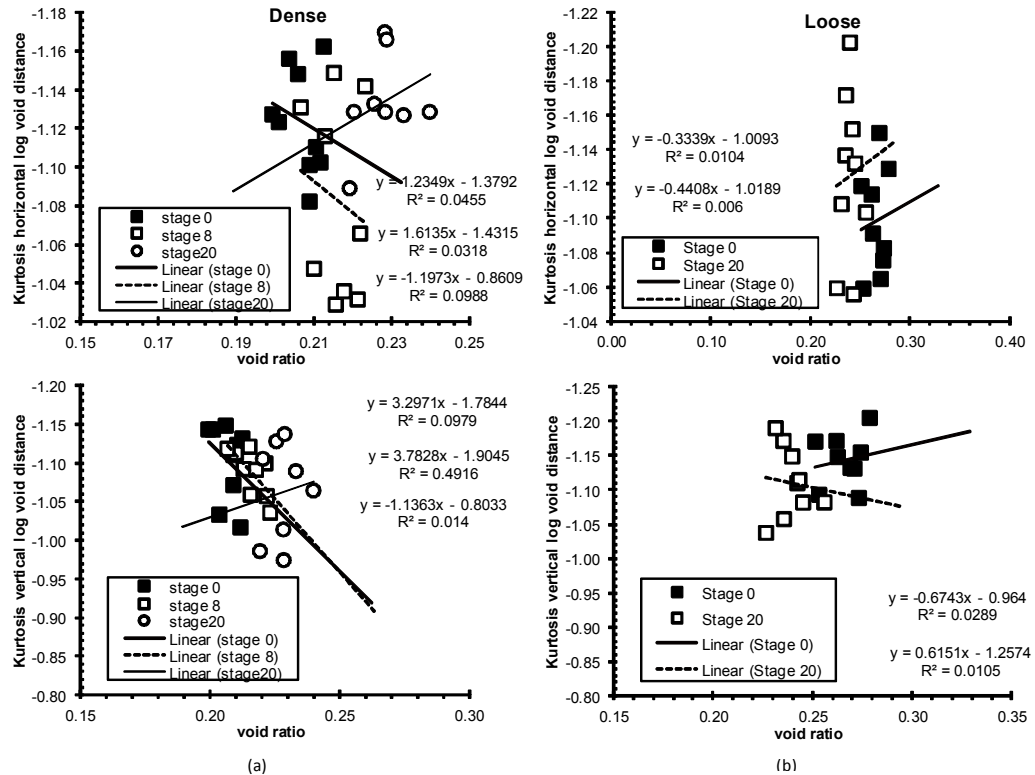 Dense
Kurtosis horizontal log void distance
-1.18
-1.16
-1.14
-1.12
-1.10
-1.08
-1.06
-1.04
-1.02
y = 1.2349x - 1.3792
R² = 0.0455
y = 1.6135x - 1.4315
R² = 0.0318
y = -1.1973x - 0.8609
R² = 0.0988
stage 0
stage 8
stage20
Linear (stage 0)
Linear (stage 8)
Linear (stage20)
0.15 0.17 0.19 0.21 0.23 0.25
void ratio
Loose
Kurtosis horizontal log void distance
-1.22
-1.20
-1.18
-1.16
-1.14
-1.12
-1.10
-1.08
-1.06
-1.04
y = -0.3339x - 1.0093
R² = 0.0104
y = -0.4408x - 1.0189
R² = 0.006
Stage 0
Stage 20
Linear (Stage 0)
Linear (Stage 20)
0.00 0.10 0.20 0.30 0.40
void ratio
Kurtosis vertical log void distance
-1.20
-1.15
-1.10
-1.05
-1.00
-0.95
-0.90
-0.85
-0.80
y = 3.2971x - 1.7844
R² = 0.0979
y = 3.7828x - 1.9045
R² = 0.4916
y = -1.1363x - 0.8033
R² = 0.014
stage 0
stage 8
stage20
Linear (stage 0)
Linear (stage 8)
Linear (stage20)
0.15 0.20 0.25 0.30
void ratio
(a)
Kurtosis vertical log void distance
-1.25
-1.20
-1.15
-1.10
-1.05
-1.00
-0.95
-0.90
-0.85
-0.80
y = -0.6743x - 0.964
R² = 0.0289
y = 0.6151x - 1.2574
R² = 0.0105
Stage 0
Stage 20
Linear (Stage 0)
Linear (Stage 20)
0.15 0.20 0.25 0.30 0.35
void ratio
(b)